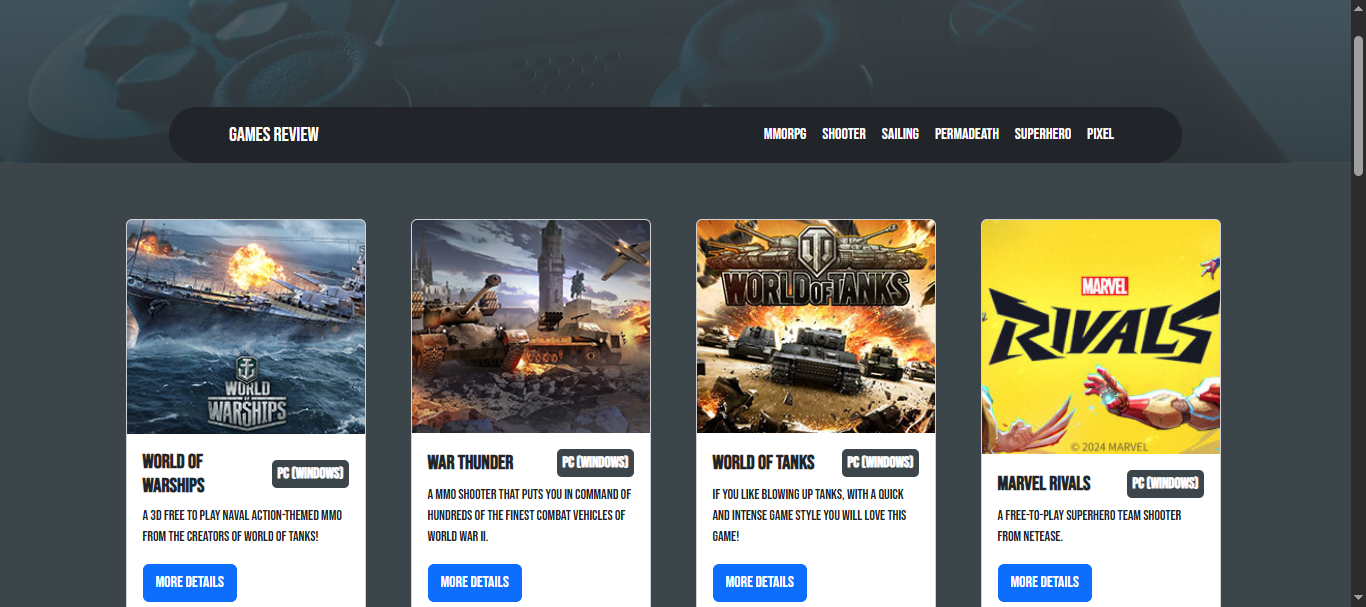 GAMES REVIEW
MMORPG SHOOTER SAILING PERMADEATH SUPERHERO PIXEL
WORLD OF WARSHIPS
WORLD OF TANKS
MARVEL
RIVALS
© 2024 MARVEL
WORLD OF
WARSHIPS
PC (WINDOWS)
A 3D FREE TO PLAY NAVAL ACTION-THEMED MMO
FROM THE CREATORS OF WORLD OF TANKS!
MORE DETAILS
WAR THUNDER
PC (WINDOWS)
A MMO SHOOTER THAT PUTS YOU IN COMMAND OF
HUNDREDS OF THE FINEST COMBAT VEHICLES OF
WORLD WAR II.
MORE DETAILS
WORLD OF TANKS
PC (WINDOWS)
IF YOU LIKE BLOWING UP TANKS, WITH A QUICK
AND INTENSE GAME STYLE YOU WILL LOVE THIS
GAME!
MORE DETAILS
MARVEL RIVALS
PC (WINDOWS)
A FREE-TO-PLAY SUPERHERO TEAM SHOOTER
FROM NETEASE.
MORE DETAILS